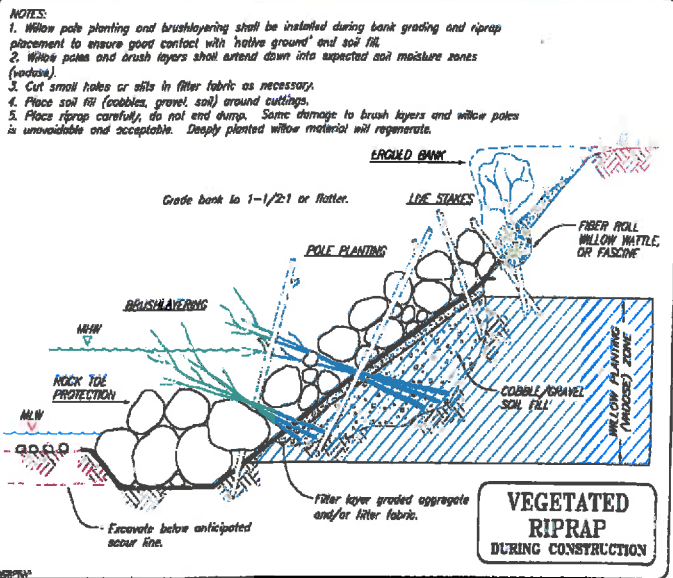 NOTES:
1. Willow pole planting and brushlayering shall be installed during bank grading and riprap
placement to ensure good contact with 'native ground' and soil fill.
2. Willow poles and brush layers shall extend down into expected soil moisture zones
(vadose).
3. Cut small holes or slits in filter fabric as necessary.
4. Place soil fill (cobbles, gravel, soil) around cuttings.
5. Place riprap carefully, do not end dump. Some damage to brush layers and willow poles
is unavoidable and acceptable. Deeply planted willow material will regenerate.
ERODED BANK
Grade bank to 1-1/2:1 or flatter.
LIVE STAKES
FIBER ROLL
WILLOW WATTLE,
OR FASCINE
POLE PLANTING
BRUSHLAYERING
MHW
ROCK TOE
PROTECTION
MLW
COBBLE/GRAVEL
SOIL FILL
WILLOW PLANTING
(VADOSE) ZONE
Filter layer graded aggregate
and/or filter fabric.
Excavate below anticipated
scour line.
VEGETATED
RIPRAP
DURING CONSTRUCTION